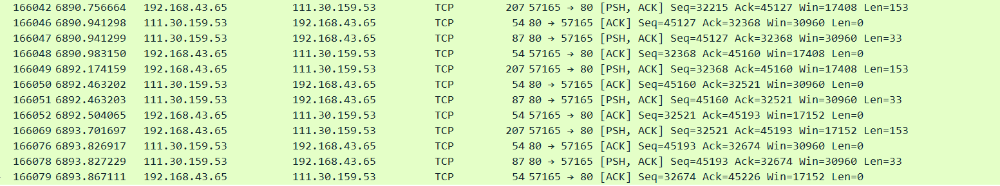 166042 6890.756664 192.168.43.65 111.30.159.53 TCP 207 57165 → 80 [PSH, ACK] Seq=32215 Ack=45127 Win=17408 Len=153
166046 6890.941298 111.30.159.53 192.168.43.65 TCP 54 80 → 57165 [ACK] Seq=45127 Ack=32368 Win=30960 Len=0
166047 6890.941299 111.30.159.53 192.168.43.65 TCP 87 80 → 57165 [PSH, ACK] Seq=45127 Ack=32368 Win=30960 Len=33
166048 6890.983150 192.168.43.65 111.30.159.53 TCP 54 57165 → 80 [ACK] Seq=32368 Ack=45160 Win=17408 Len=0
166049 6892.174159 192.168.43.65 111.30.159.53 TCP 207 57165 → 80 [PSH, ACK] Seq=32368 Ack=45160 Win=17408 Len=153
166050 6892.463202 111.30.159.53 192.168.43.65 TCP 54 80 → 57165 [ACK] Seq=45160 Ack=32521 Win=30960 Len=0
166051 6892.463203 111.30.159.53 192.168.43.65 TCP 87 80 → 57165 [PSH, ACK] Seq=45160 Ack=32521 Win=30960 Len=33
166052 6892.504065 192.168.43.65 111.30.159.53 TCP 54 57165 → 80 [ACK] Seq=32521 Ack=45193 Win=17152 Len=0
166069 6893.701697 192.168.43.65 111.30.159.53 TCP 207 57165 → 80 [PSH, ACK] Seq=32521 Ack=45193 Win=17152 Len=153
166076 6893.826917 111.30.159.53 192.168.43.65 TCP 54 80 → 57165 [ACK] Seq=45193 Ack=32674 Win=30960 Len=0
166078 6893.827229 111.30.159.53 192.168.43.65 TCP 87 80 → 57165 [PSH, ACK] Seq=45193 Ack=32674 Win=30960 Len=33
166079 6893.867111 192.168.43.65 111.30.159.53 TCP 54 57165 → 80 [ACK] Seq=32674 Ack=45226 Win=17152 Len=0